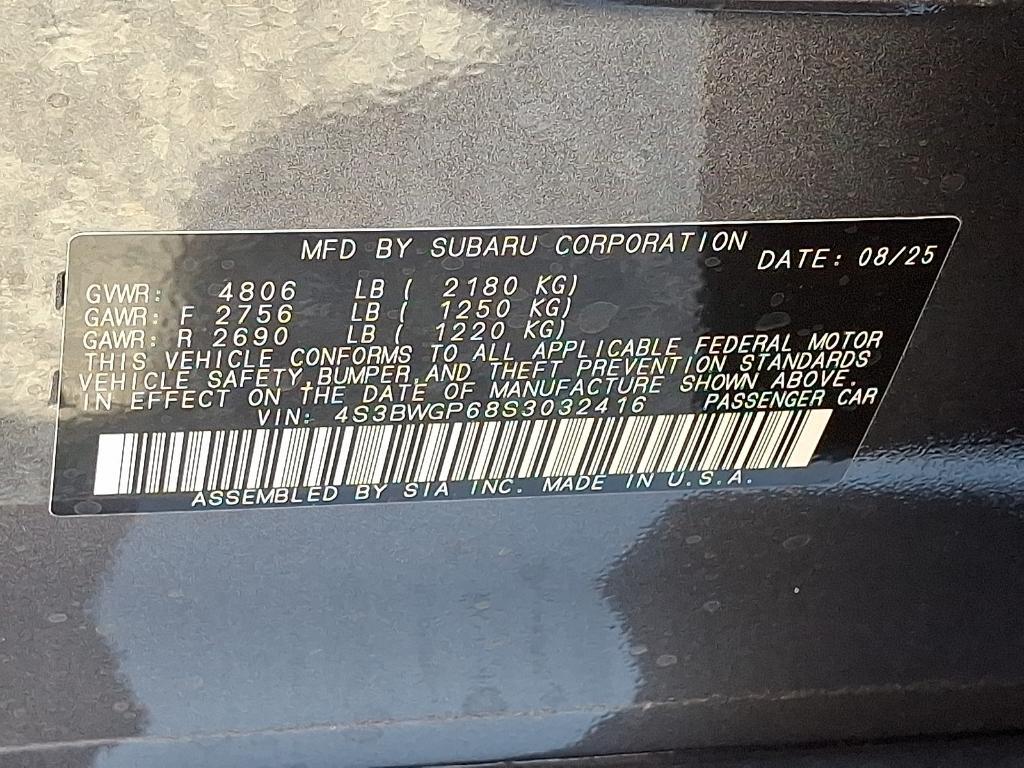 MFD BY SUBARU CORPORATION DATE: 08/25
GVWR: 4806 LB ( 2180 KG)
GAWR: F 2756 LB ( 1250 KG)
GAWR: R 2690 LB ( 1220 KG)
THIS VEHICLE CONFORMS TO ALL APPLICABLE FEDERAL MOTOR
VEHICLE SAFETY,BUMPER,AND THEFT PREVENTION STANDARDS
IN EFFECT ON THE DATE OF MANUFACTURE SHOWN ABOVE.
VIN: 4S3BWGP68S3032416 PASSENGER CAR
ASSEMBLED BY SIA INC. MADE IN U.S.A.